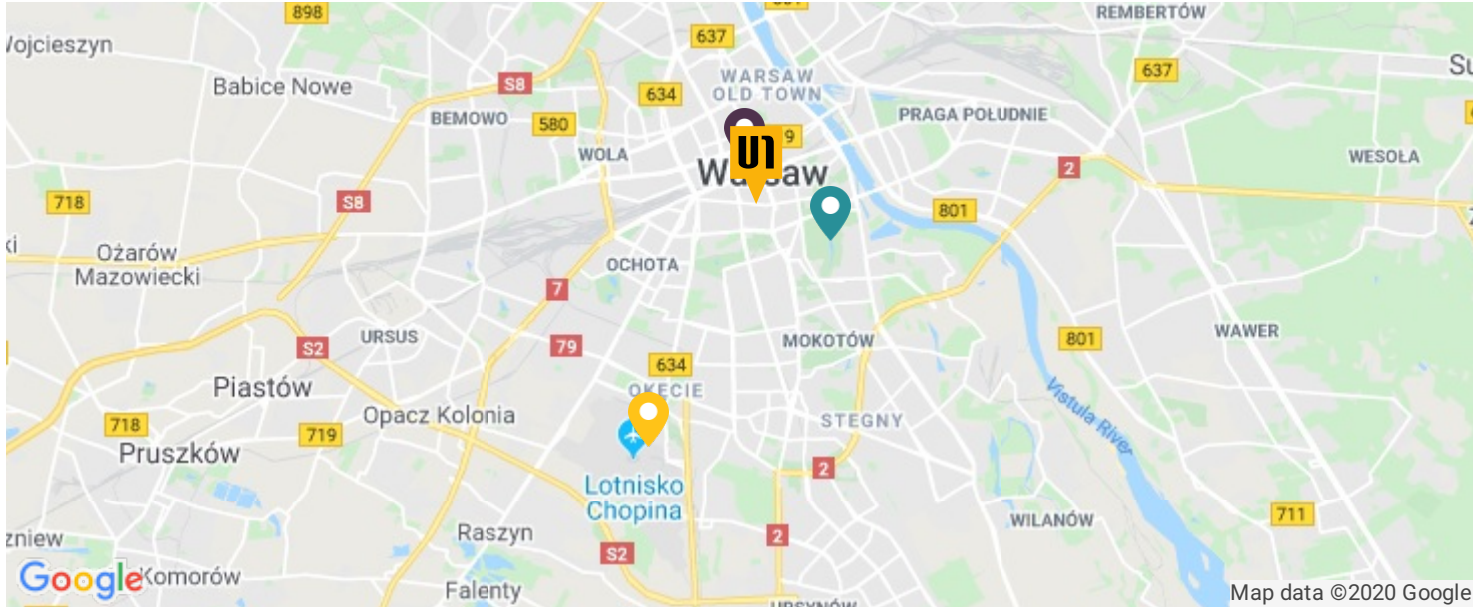 898
637
REMBERTÓW
Babice Nowe
S8
634
WARSAW
OLD TOWN
637
BEMOWO
580
PRAGA POŁUDNIE
WOLA
9
U1
Warsaw
2
WESOŁA
718
S8
801
Ożarów
Mazowiecki
OCHOTA
7
URSUS
S2
79
MOKOTÓW
801
WAWER
634
Piastów
OKĘCIE
Opacz Kolonia
718
719
STEGNY
Vistula River
Pruszków
2
Lotnisko
Chopina
WILANÓW
711
Raszyn
S2
2
Google
Komorów
Falenty
URSYNÓW
Map data ©2020 Google